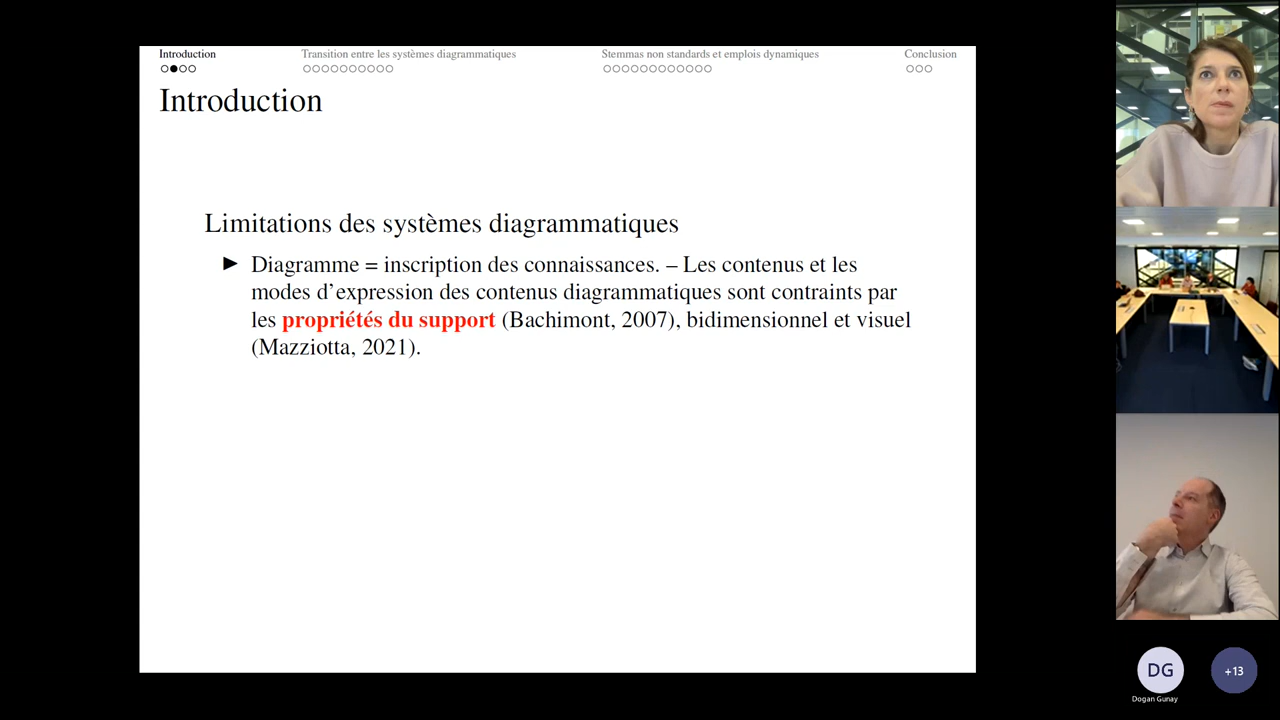 Introduction
Transition entre les systèmes diagrammatiques
Stemmas non standards et emplois dynamiques
Conclusion
Introduction
Limitations des systèmes diagrammatiques
Diagramme = inscription des connaissances. – Les contenus et les
modes d’expression des contenus diagrammatiques sont contraints par
les propriétés du support (Bachimont, 2007), bidimensionnel et visuel
(Mazziotta, 2021).
DG
+13
Dogan Gunay